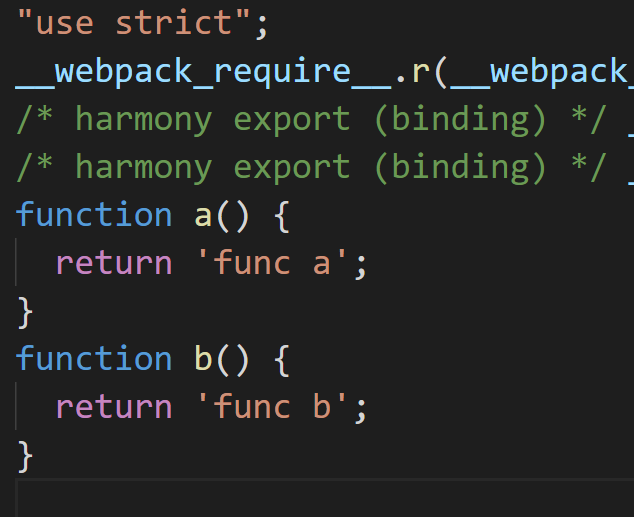 "use strict";
__webpack_require__.r(__webpack_
/* harmony export (binding) */ _
/* harmony export (binding) */ _
function a() {
  return 'func a';
}
function b() {
  return 'func b';
}